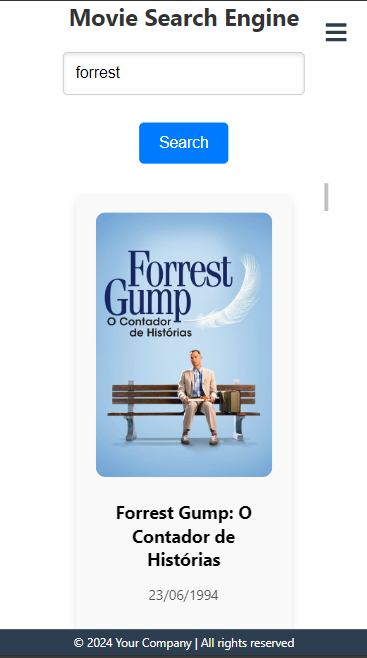 Movie Search Engine
forrest
Search
Forrest
Gump
O Contador
de Histórias
Forrest Gump: O
Contador de
Histórias
23/06/1994
© 2024 Your Company | All rights reserved